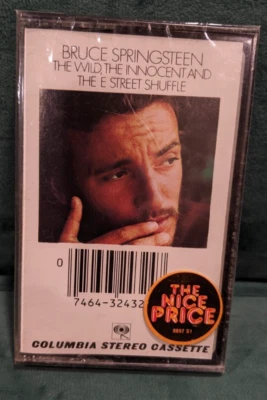 BRUCE SPRINGSTEEN
THE WILD, THE INNOCENT AND
THE E STREET SHUFFLE
0
7464-32432
THE
NICE
PRICE
COLUMBIA STEREO CASSETTE